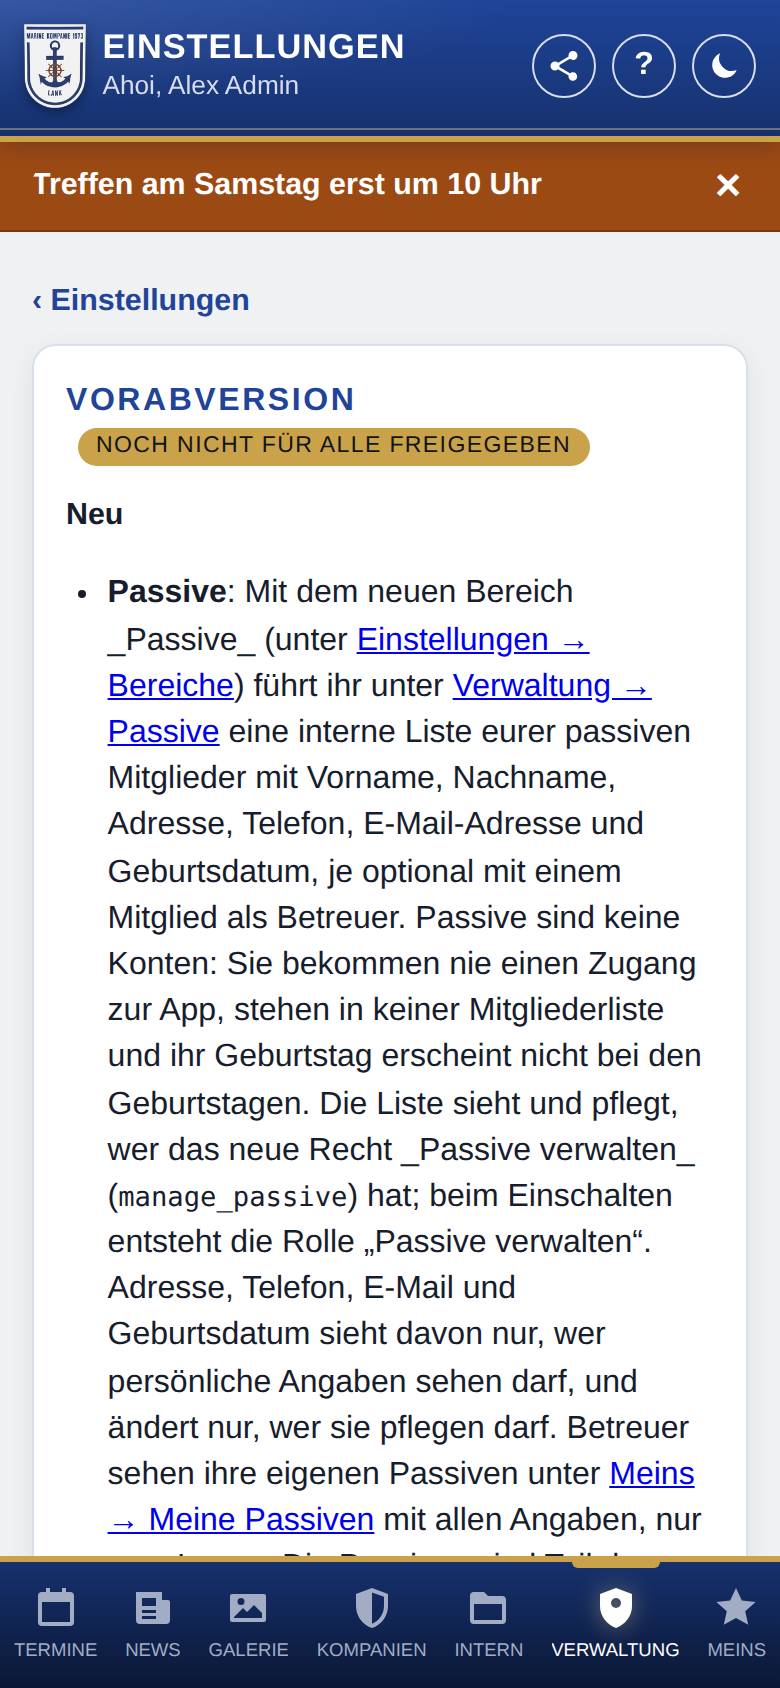 MARINE KOMPANIE 1973
LANK
EINSTELLUNGEN
Ahoj, Alex Admin
?
Treffen am Samstag erst um 10 Uhr
×
‹ Einstellungen
VORABVERSION
NOCH NICHT FÜR ALLE FREIGEGEBEN
Neu
• Passive: Mit dem neuen Bereich
_Passive_ (unter Einstellungen →
Bereiche) führt ihr unter Verwaltung →
Passive eine interne Liste eurer passiven
Mitglieder mit Vorname, Nachname,
Adresse, Telefon, E-Mail-Adresse und
Geburtsdatum, je optional mit einem
Mitglied als Betreuer. Passive sind keine
Konten: Sie bekommen nie einen Zugang
zur App, stehen in keiner Mitgliederliste
und ihr Geburtstag erscheint nicht bei den
Geburtstagen. Die Liste sieht und pflegt,
wer das neue Recht _Passive verwalten_
(manage_passive) hat; beim Einschalten
entsteht die Rolle „Passive verwalten“.
Adresse, Telefon, E-Mail und
Geburtsdatum sieht davon nur, wer
persönliche Angaben sehen darf, und
ändert nur, wer sie pflegen darf. Betreuer
sehen ihre eigenen Passiven unter Meins
→ Meine Passiven mit allen Angaben, nur
TERMINE
NEWS
GALERIE
KOMPANIEN
INTERN
VERWALTUNG
MEINS